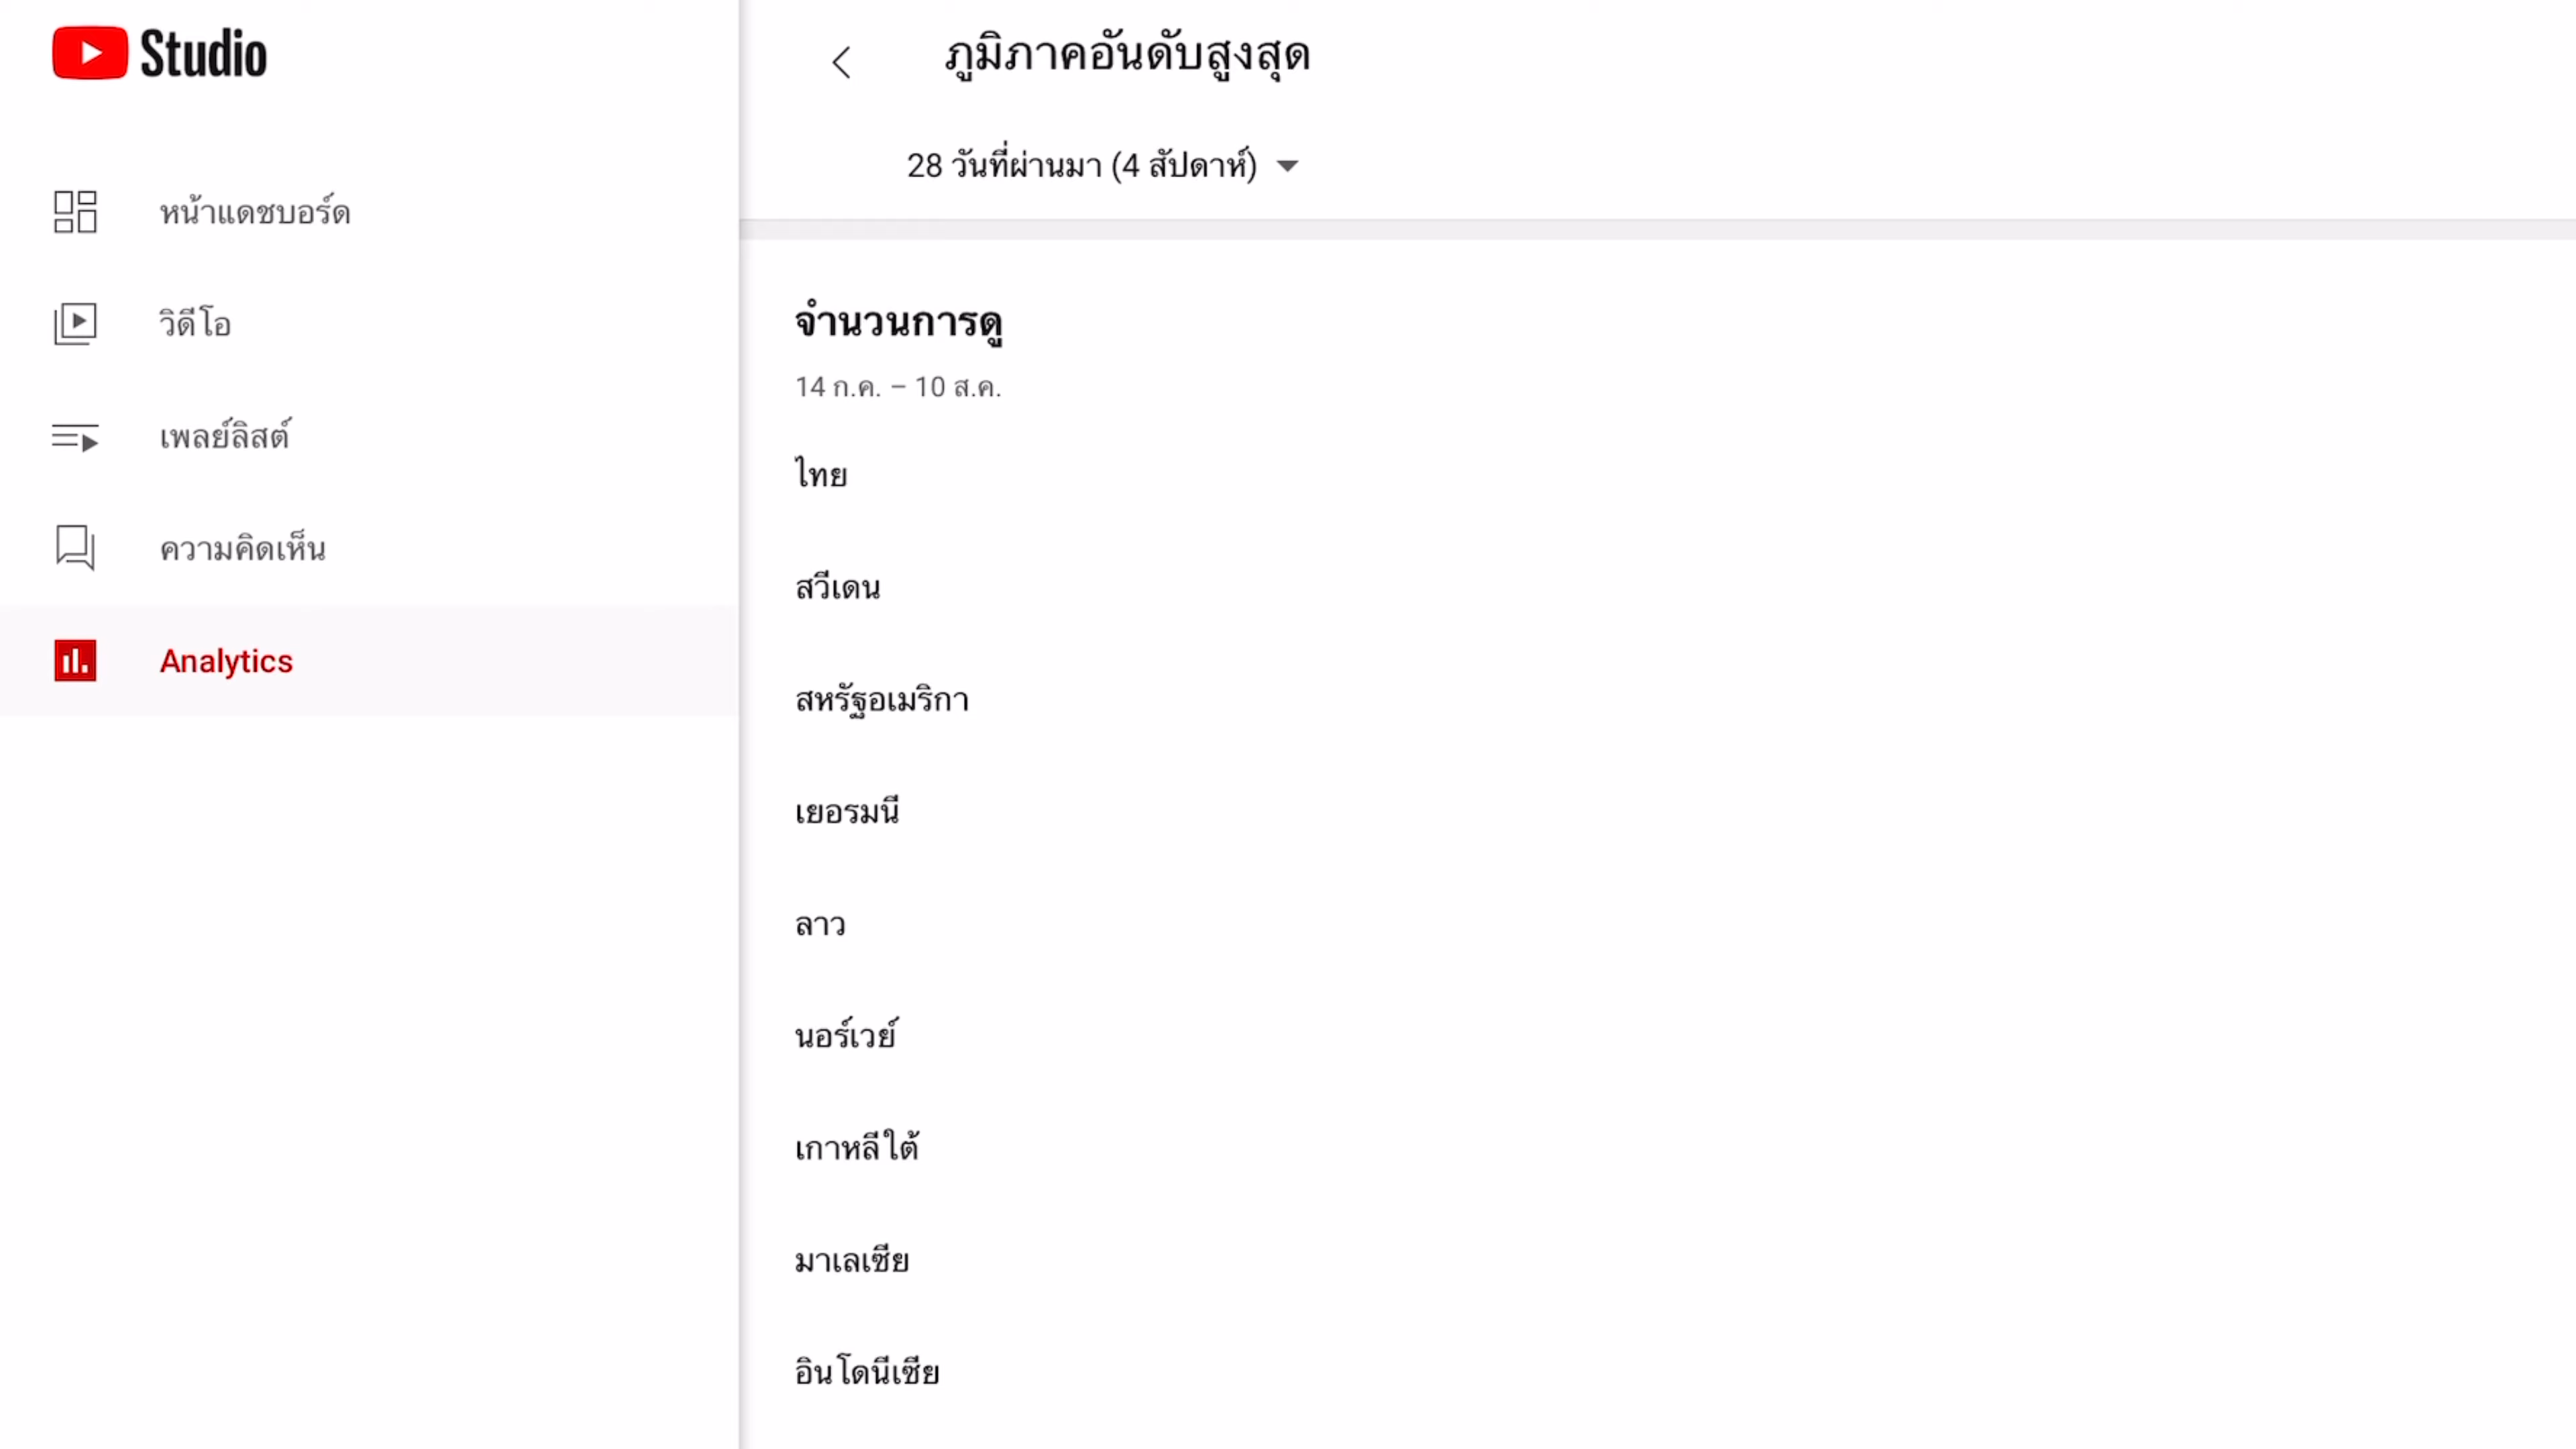 Studio
หน้าแดชบอร์ด
วิดีโอ
เพลย์ลิสต์
ความคิดเห็น
Analytics
ภูมิภาคอันดับสูงสุด
28 วันที่ผ่านมา (4 สัปดาห์)
จำนวนการดู
14 ก.ค. – 10 ส.ค.
ไทย
สวีเดน
สหรัฐอเมริกา
เยอรมนี
ลาว
นอร์เวย์
เกาหลีใต้
มาเลเซีย
อินโดนีเซีย